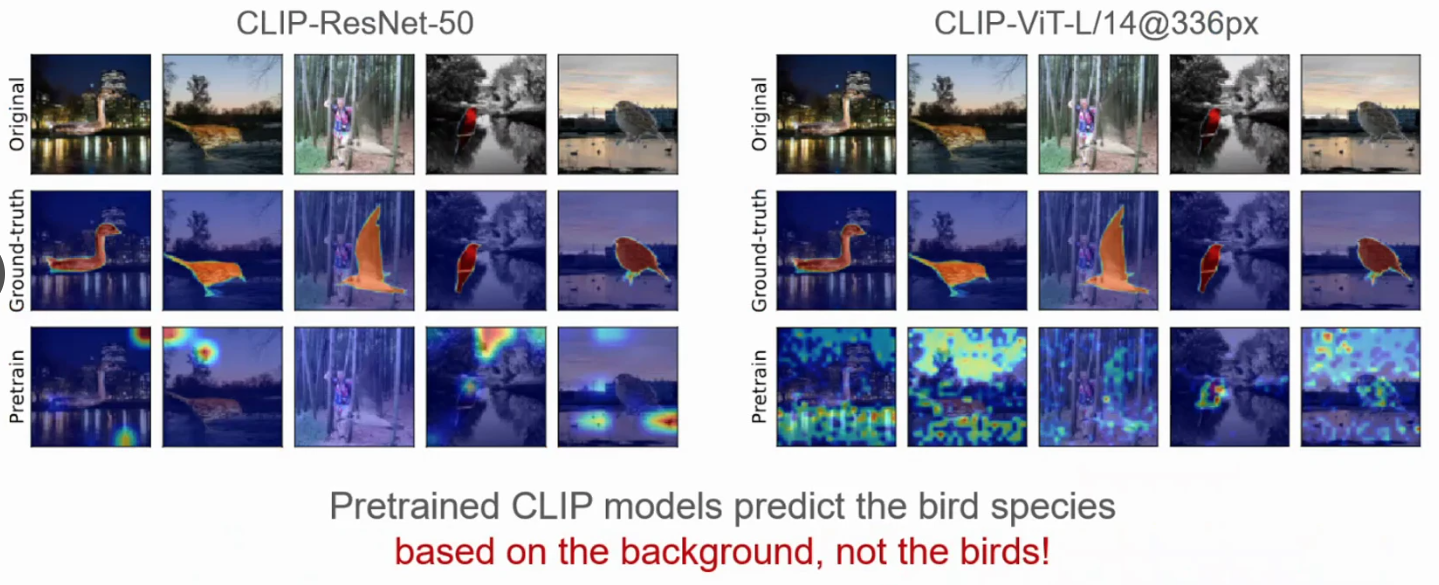 CLIP-ResNet-50
Original
Ground-truth
Pretrain
CLIP-ViT-L/14@336px
Original
Ground-truth
Pretrain
Pretrained CLIP models predict the bird species
based on the background, not the birds!